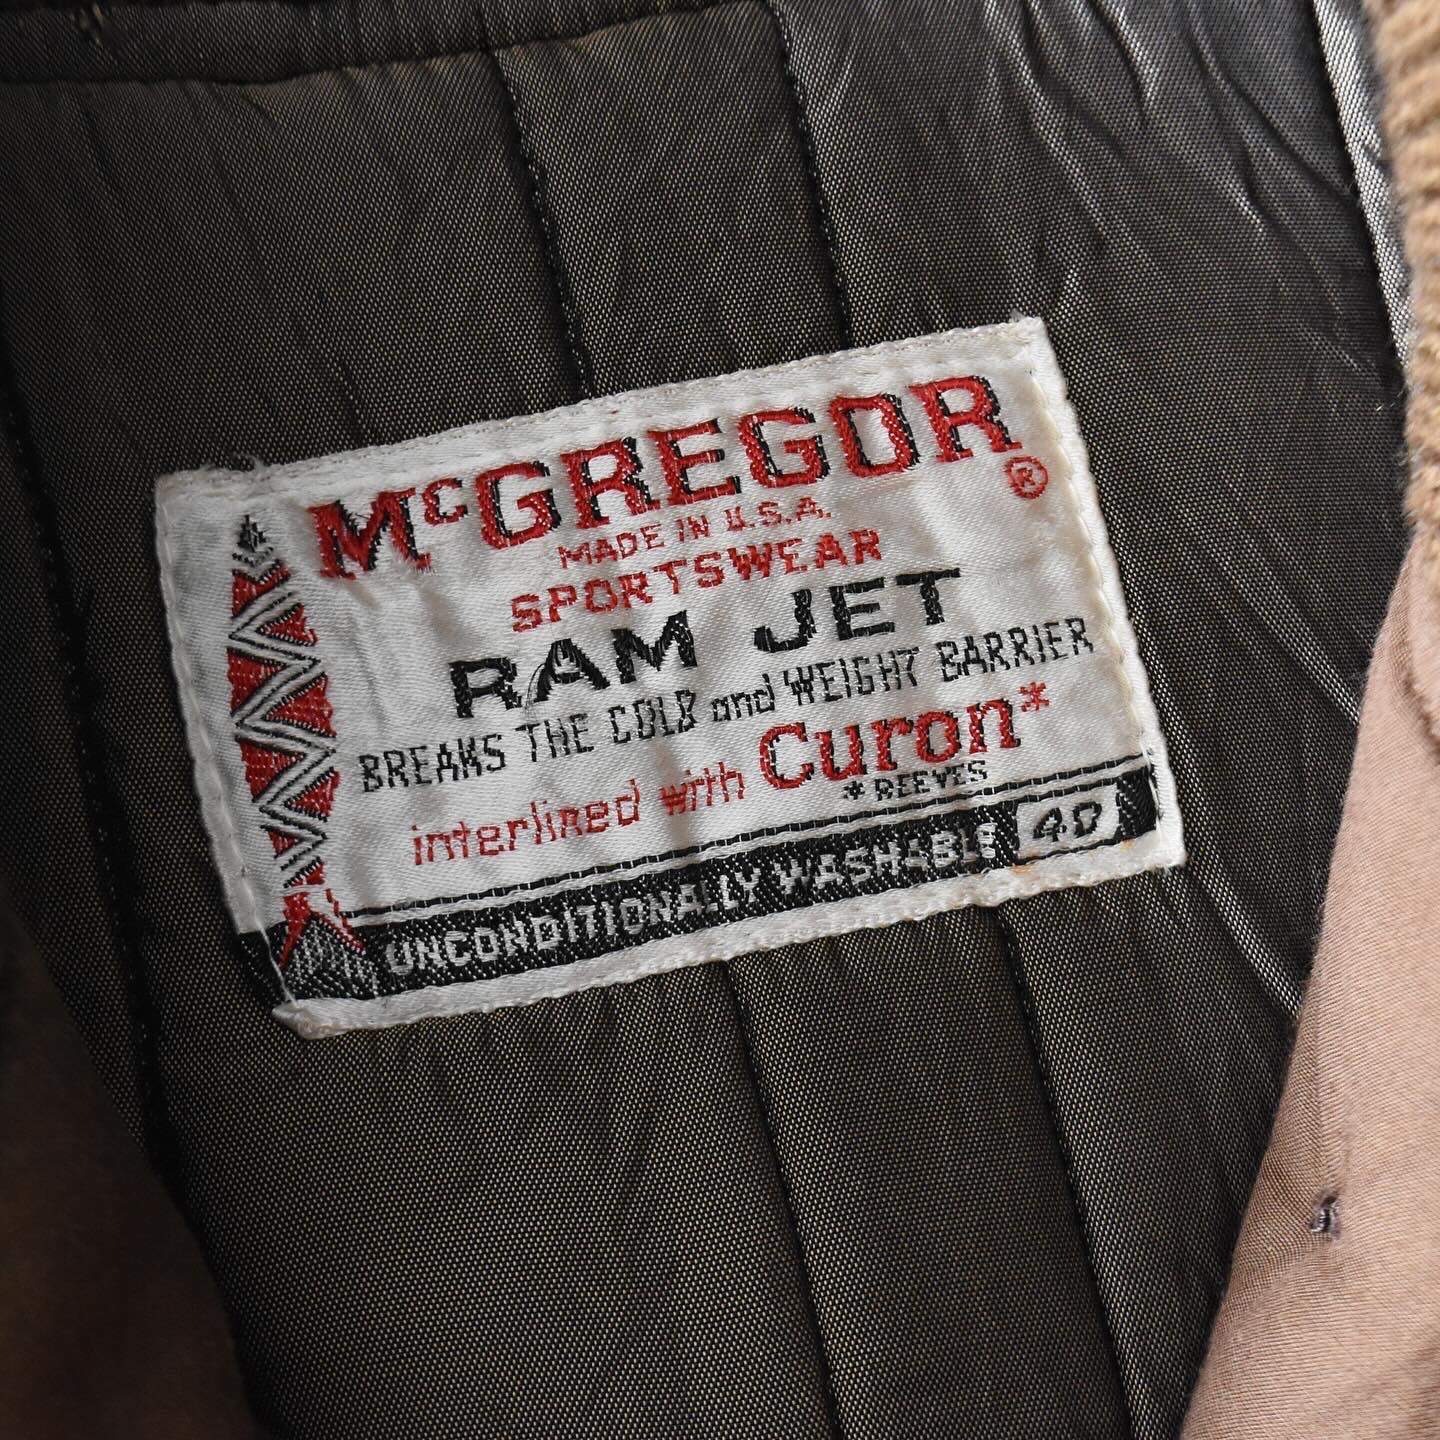 McGREGOR ®
MADE IN U.S.A.
SPORTSWEAR
RAM JET
BREAKS THE COLD and WEIGHT BARRIER
interlined with Curon*
* REEVES
UNCONDITIONALLY WASHABLE 40